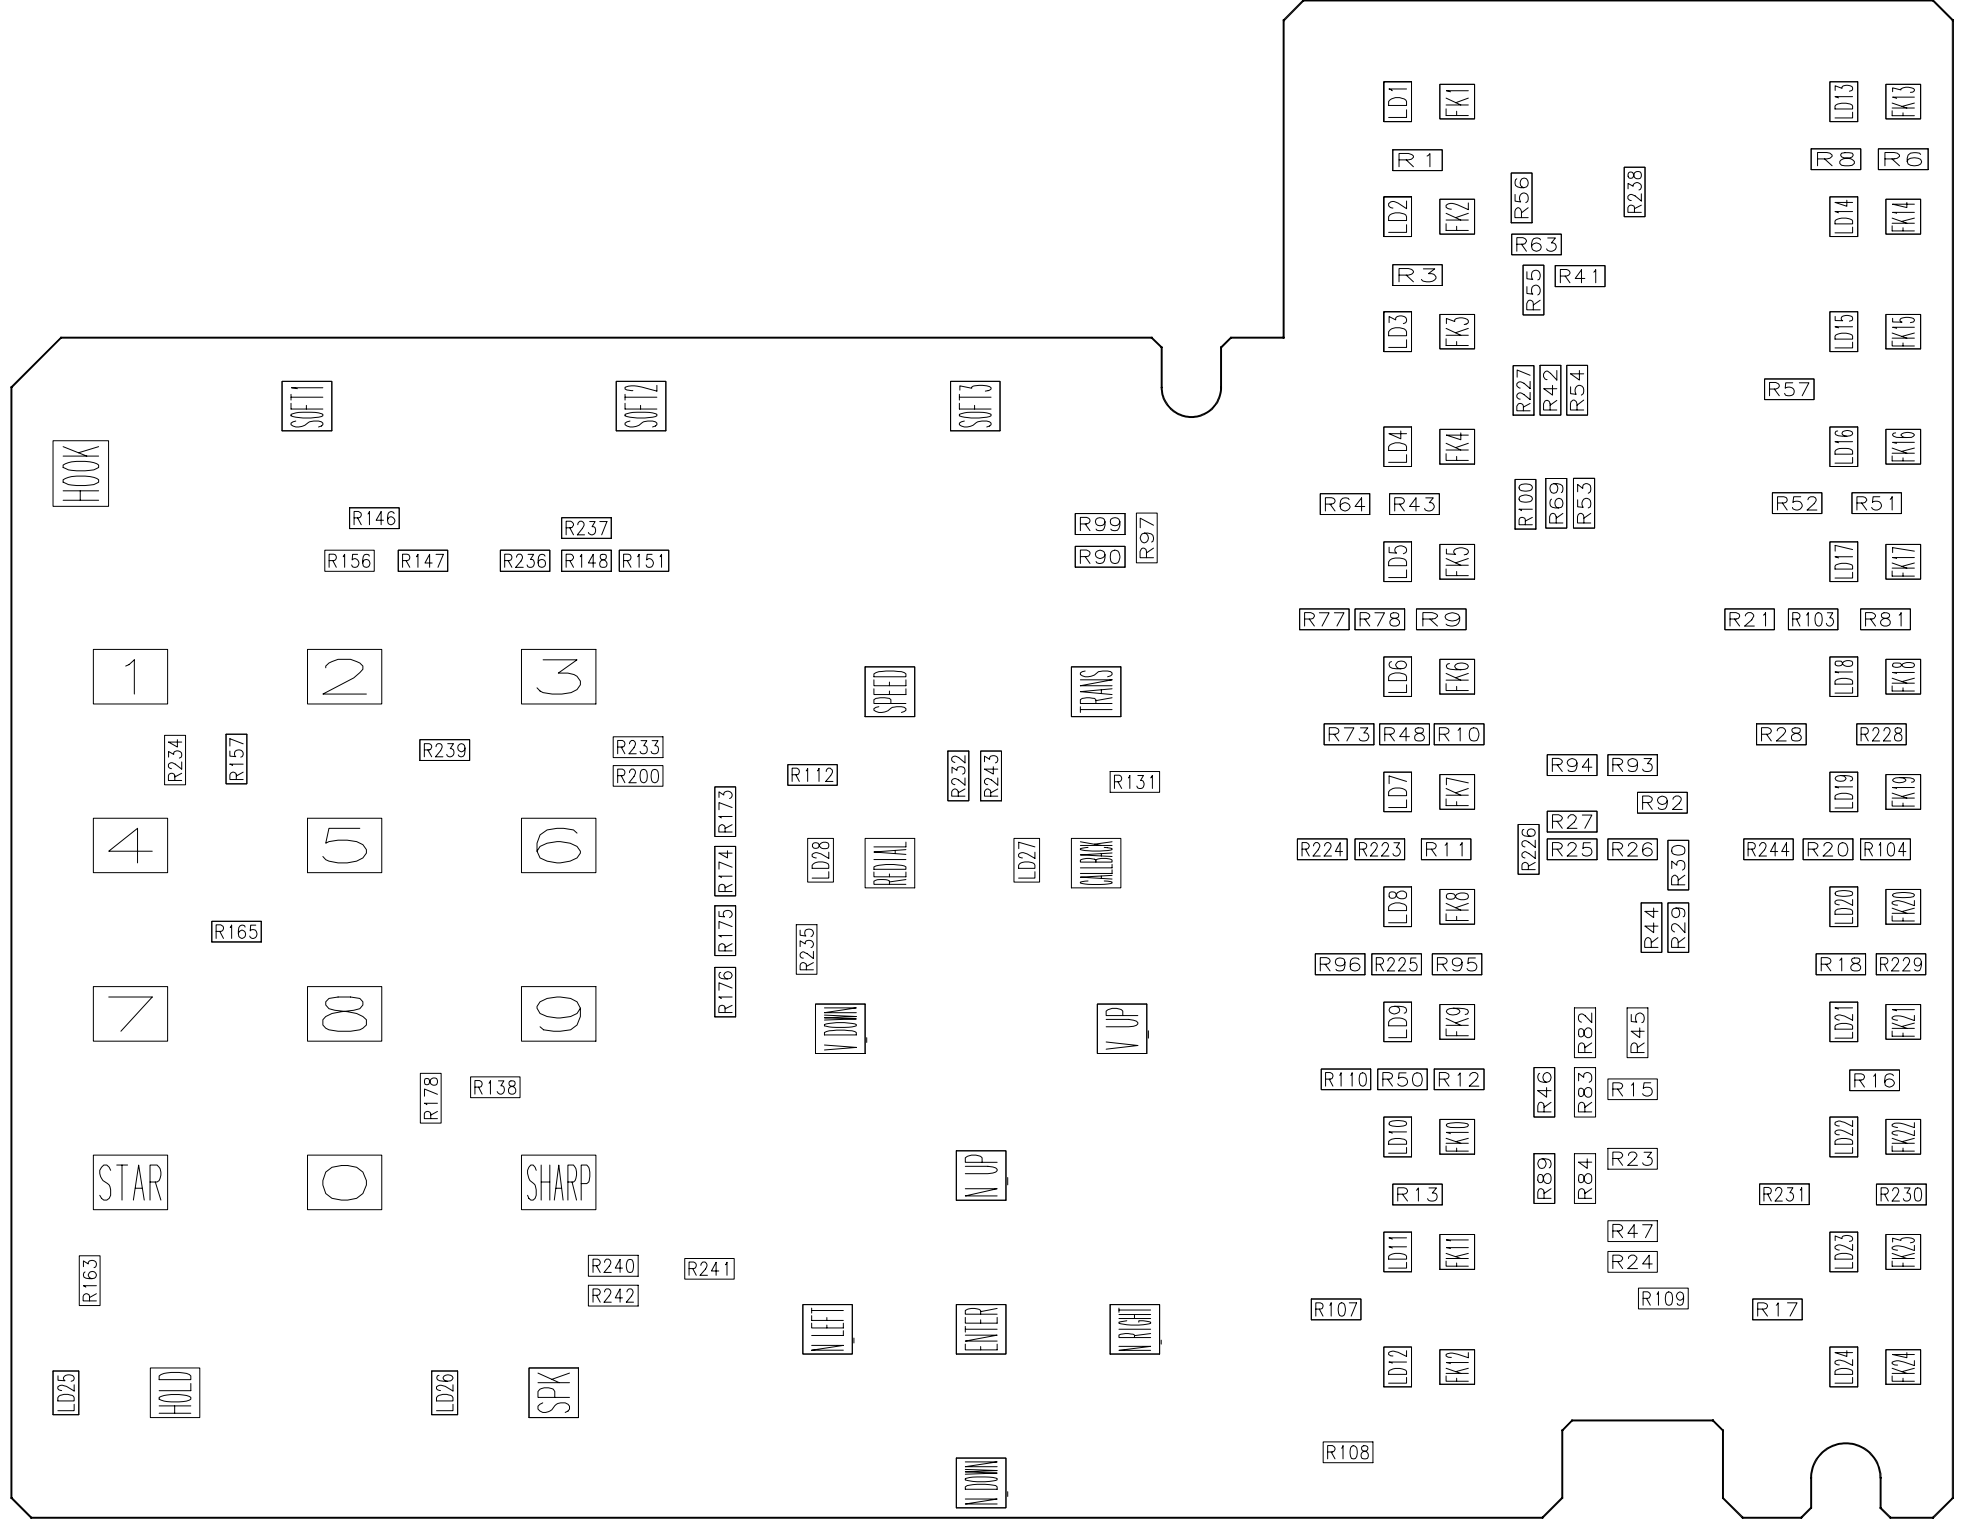 LD1 FK1 LD13 FK13
R1 R8 R6
R56 R238
LD2 FK2 LD14 FK14
R63
R3 R55 R41
LD3 FK3 LD15 FK15
R227 R42 R54 R57
SOFT1 SOFT2 SOFT3
HOOK LD4 FK4 LD16 FK16
R64 R43 R100 R69 R53 R52 R51
R146 R237 R99 R97
R156 R147 R236 R148 R151 R90 LD5 FK5 LD17 FK17
R77 R78 R9 R21 R103 R81
1 2 3 SPEED TRANS LD6 FK6 LD18 FK18
R73 R48 R10 R28 R228
R234 R157 R239 R233 R94 R93
R200 R112 R232 R243 R131 LD7 FK7 LD19 FK19
R173 R92
R27
4 5 6 R224 R223 R11 R226 R25 R26 R30 R244 R20 R104
R174 LD28 REDIAL LD27 CALLBACK
LD8 FK8 LD20 FK20
R165 R175 R44 R29
R235 R96 R225 R95 R18 R229
R176
7 8 9 V DOWN V UP LD9 FK9 R82 R45 LD21 FK21
R178 R138 R110 R50 R12 R46 R83 R15 R16
LD10 FK10 LD22 FK22
STAR 0 SHARP N UP R89 R84 R23
R13 R231 R230
R47
R163 R240 R241 LD11 FK11 R24 LD23 FK23
R242 R107 R109 R17
N LEFT ENTER N RIGHT
LD25 HOLD LD26 SPK LD12 FK12 LD24 FK24
R108
N DOWN